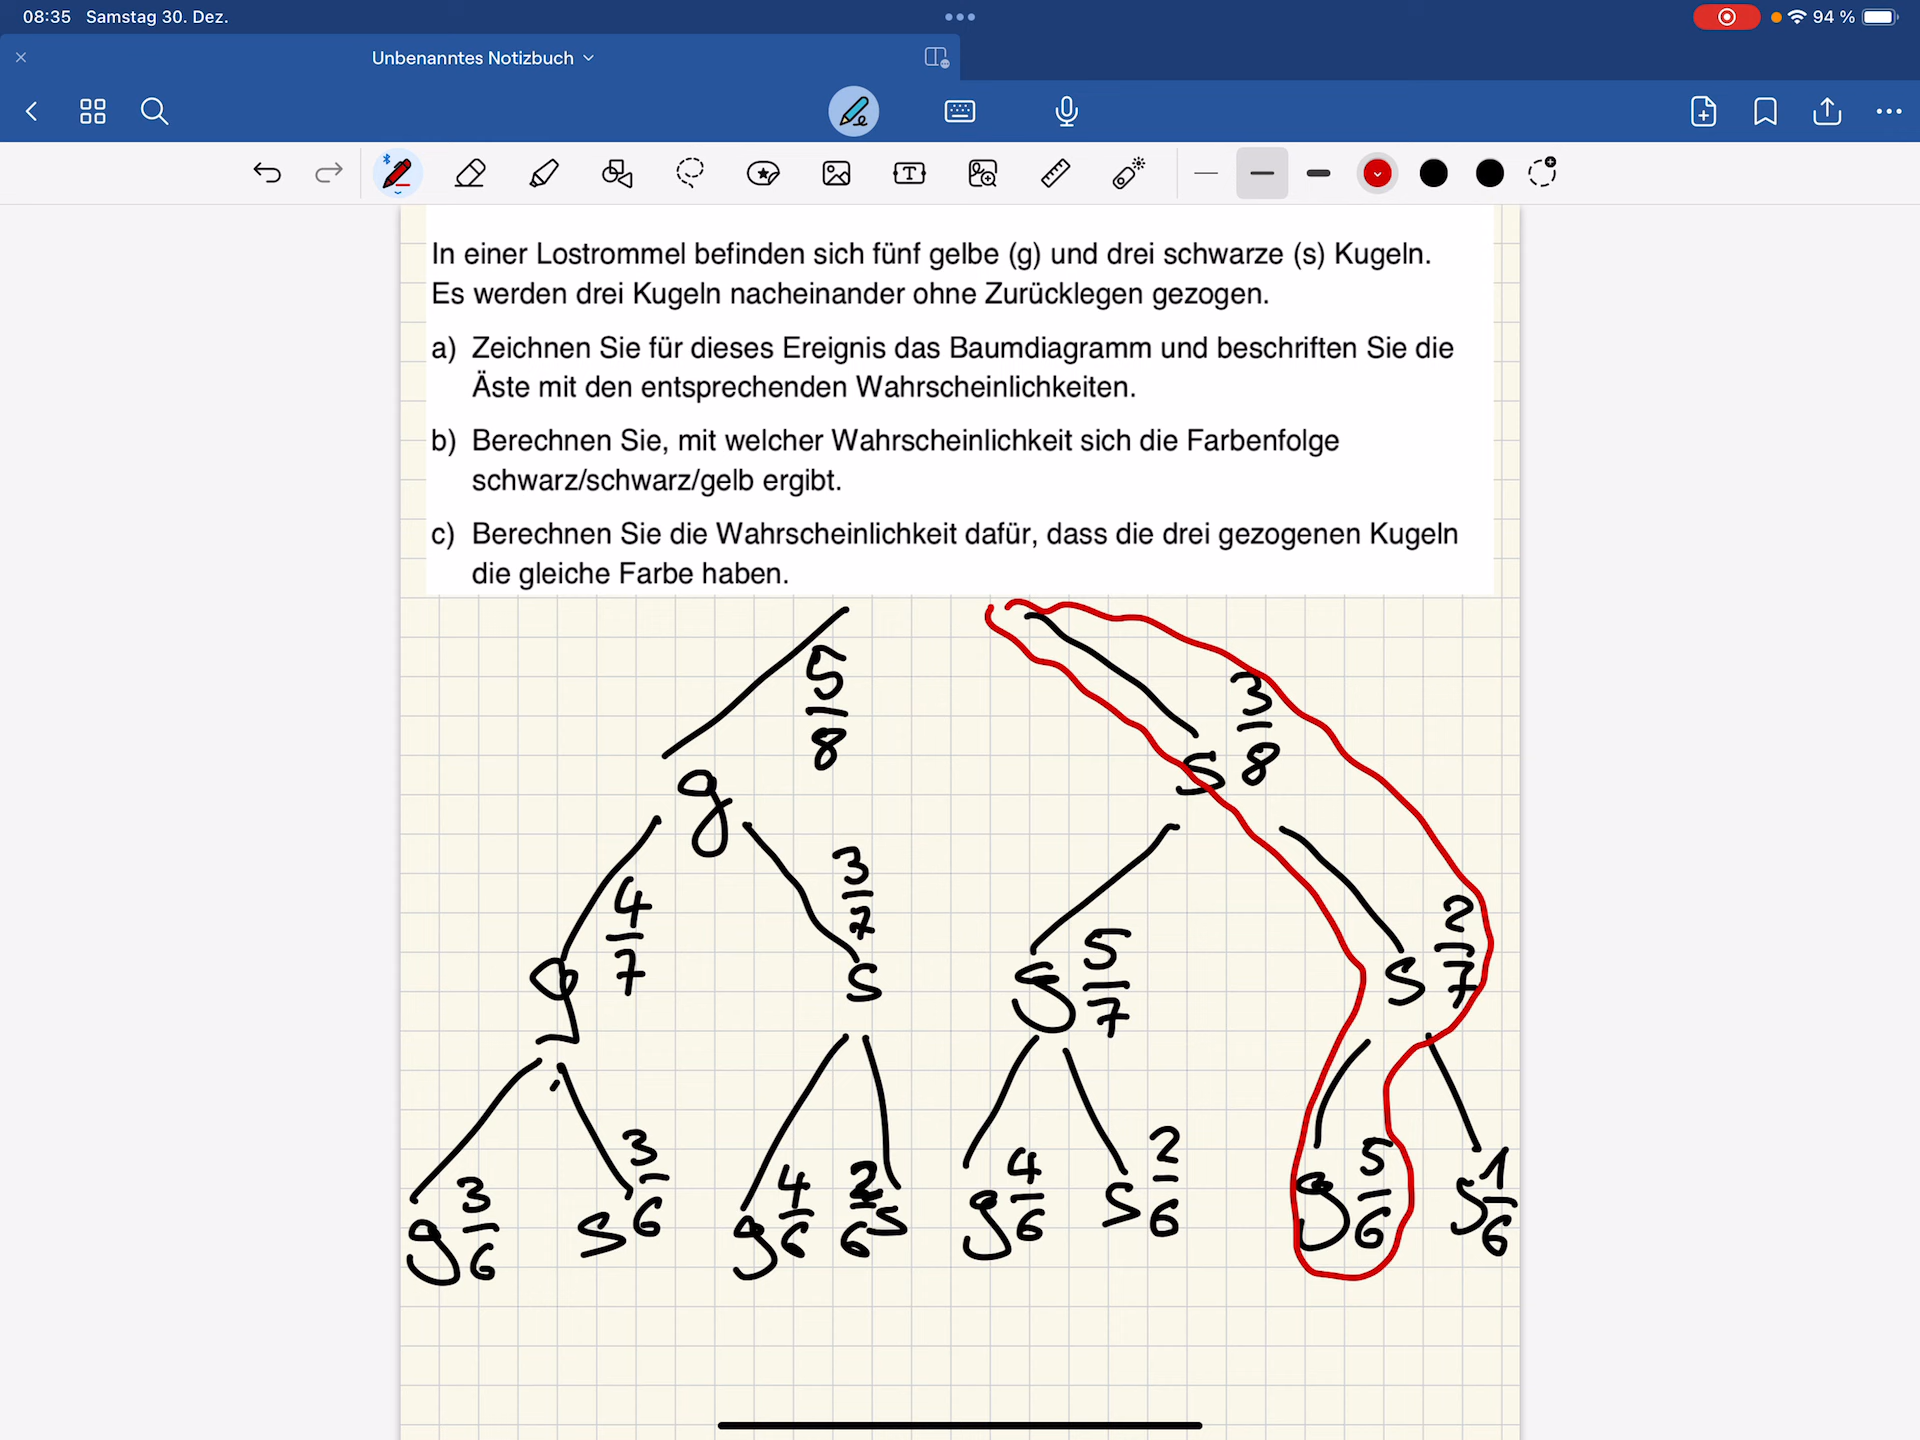 08:35 Samstag 30. Dez.
94 %
Unbenanntes Notizbuch
In einer Lostrommel befinden sich fünf gelbe (g) und drei schwarze (s) Kugeln.
Es werden drei Kugeln nacheinander ohne Zurücklegen gezogen.
a) Zeichnen Sie für dieses Ereignis das Baumdiagramm und beschriften Sie die
Äste mit den entsprechenden Wahrscheinlichkeiten.
b) Berechnen Sie, mit welcher Wahrscheinlichkeit sich die Farbenfolge
schwarz/schwarz/gelb ergibt.
c) Berechnen Sie die Wahrscheinlichkeit dafür, dass die drei gezogenen Kugeln
die gleiche Farbe haben.
5/8 3/8
g s
4/7 3/7 5/7 2/7
g s g s
3/6 3/6 4/6 2/6 4/6 2/6 5/6 1/6
g s g s g s g s